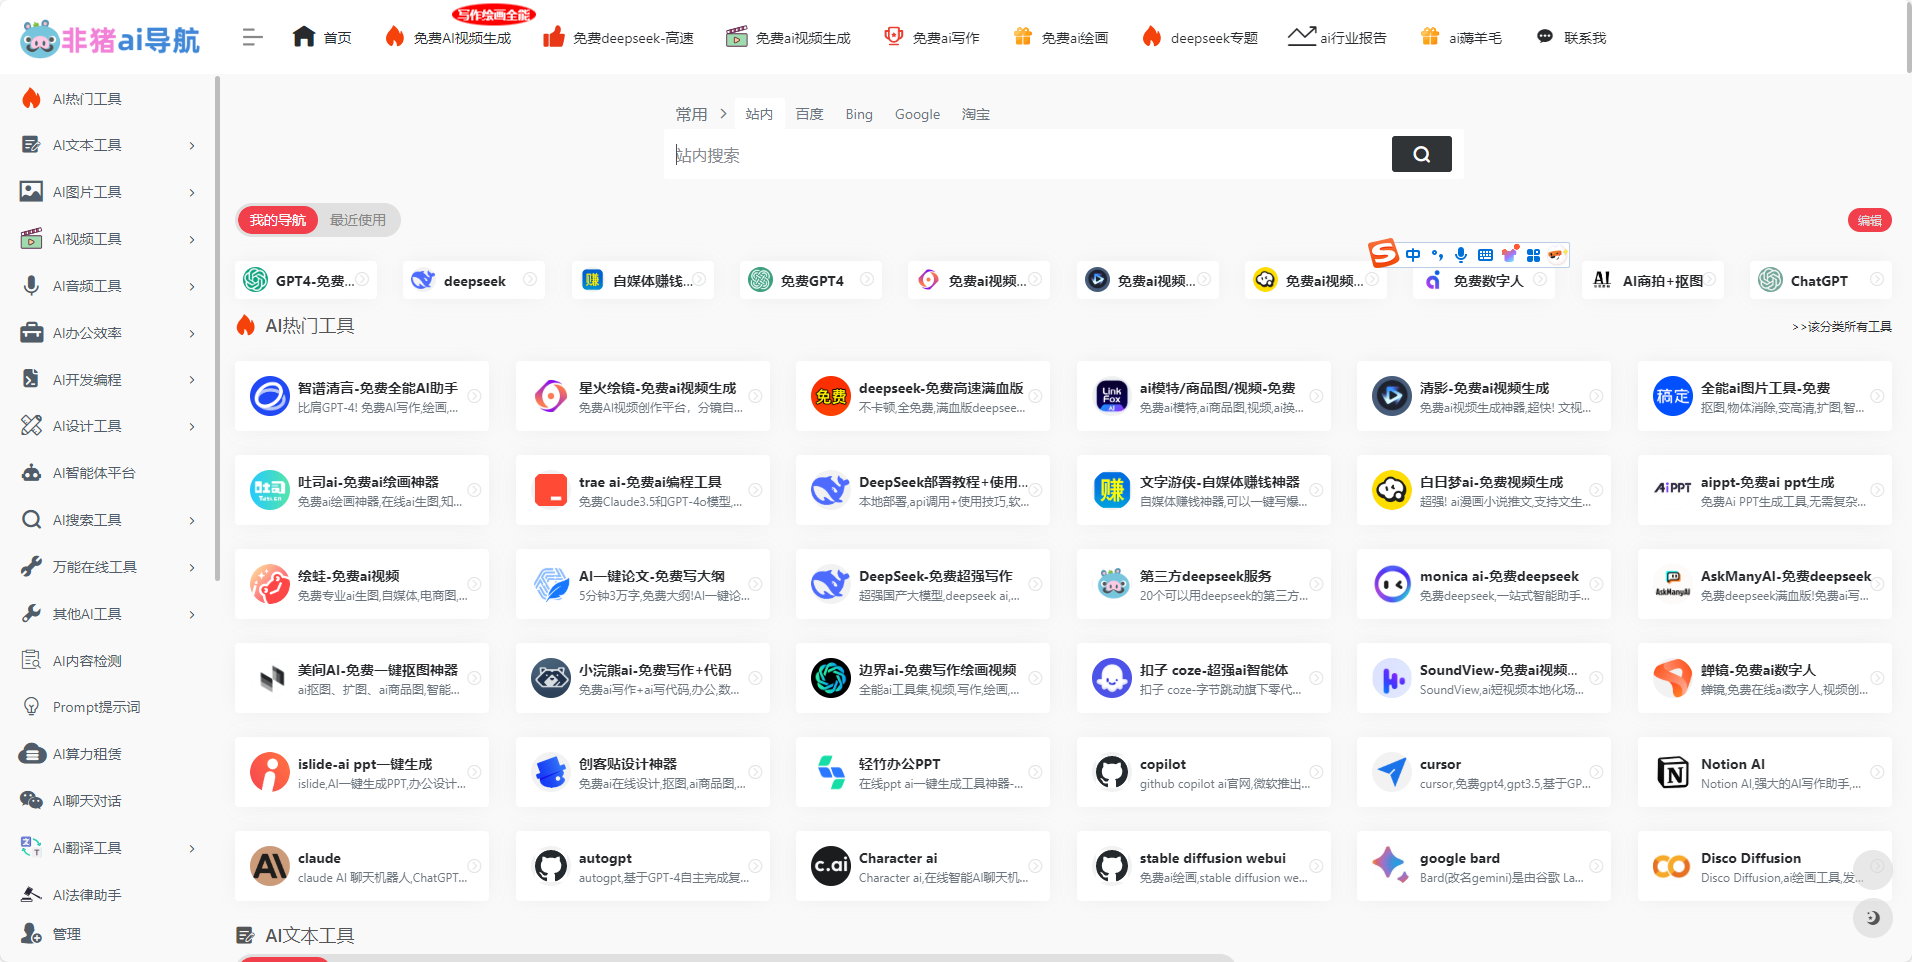 非猪ai导航
首页
写作绘画全能
免费AI视频生成
免费deepseek-高速
免费ai视频生成
免费ai写作
免费ai绘画
deepseek专题
ai行业报告
ai薅羊毛
联系我
AI热门工具
AI文本工具
AI图片工具
AI视频工具
AI音频工具
AI办公效率
AI开发编程
AI设计工具
AI智能体平台
AI搜索工具
万能在线工具
其他AI工具
AI内容检测
Prompt提示词
AI算力租赁
AI聊天对话
AI翻译工具
AI法律助手
管理
常用
站内
百度
Bing
Google
淘宝
站内搜索
我的导航
最近使用
编辑
中
GPT4-免费...
deepseek
赚
自媒体赚钱...
免费GPT4
免费ai视频...
免费ai视频...
免费ai视频...
免费数字人
AI
AI商拍+抠图
ChatGPT
AI热门工具
>>该分类所有工具
智谱清言-免费全能AI助手
比肩GPT-4! 免费AI写作,绘画,...
星火绘镜-免费ai视频生成
免费AI视频创作平台，分镜自...
免费
deepseek-免费高速满血版
不卡顿,全免费,满血版deepsee...
Link
Fox
AI
ai模特/商品图/视频-免费
免费ai模特,ai商品图,视频,ai换...
清影-免费ai视频生成
免费ai视频生成神器,超快! 文视...
稿定
全能ai图片工具-免费
抠图,物体消除,变高清,扩图,智...
吐司
吐司ai-免费ai绘画神器
免费ai绘画神器,在线ai生图,知...
trae ai-免费ai编程工具
免费Claude3.5和GPT-4o模型,...
DeepSeek部署教程+使用...
本地部署,api调用+使用技巧,软...
赚
文字游侠-自媒体赚钱神器
自媒体赚钱神器,可以一键写爆...
白日梦ai-免费视频生成
超强! ai漫画小说推文,支持文生...
AiPPT
aippt-免费ai ppt生成
免费Ai PPT生成工具,无需复杂...
绘蛙-免费ai视频
免费专业ai生图,自媒体,电商图,...
AI一键论文-免费写大纲
5分钟3万字,免费大纲!AI一键论...
DeepSeek-免费超强写作
超强国产大模型,deepseek ai,...
第三方deepseek服务
20个可以用deepseek的第三方...
monica ai-免费deepseek
免费deepseek,一站式智能助手...
AskManyAI
AskManyAI-免费deepseek
免费deepseek满血版!免费ai写...
美间AI-免费一键抠图神器
ai抠图、扩图、ai商品图,智能...
小浣熊ai-免费写作+代码
免费ai写作+ai写代码,办公,数...
边界ai-免费写作绘画视频
全能ai工具集,视频,写作,绘画,...
扣子 coze-超强ai智能体
扣子 coze-字节跳动旗下零代...
SoundView-免费ai视频...
SoundView,ai短视频本地化场...
蝉镜-免费ai数字人
蝉镜,免费在线ai数字人,视频创...
islide-ai ppt一键生成
islide,AI一键生成PPT,办公设计...
创客贴设计神器
免费ai在线设计,抠图,ai商品图,...
轻竹办公PPT
在线ppt ai一键生成工具神器-...
copilot
github copilot ai官网,微软推出...
cursor
cursor,免费gpt4,gpt3.5,基于GP...
Notion AI
Notion AI,强大的AI写作助手,...
AI
claude
claude AI 聊天机器人,ChatGPT...
autogpt
autogpt,基于GPT-4自主完成复...
c.ai
Character ai
Character ai,在线智能AI聊天机...
stable diffusion webui
免费ai绘画,stable diffusion we...
google bard
Bard(改名gemini)是由谷歌 La...
Disco Diffusion
Disco Diffusion,ai绘画工具,发...
AI文本工具